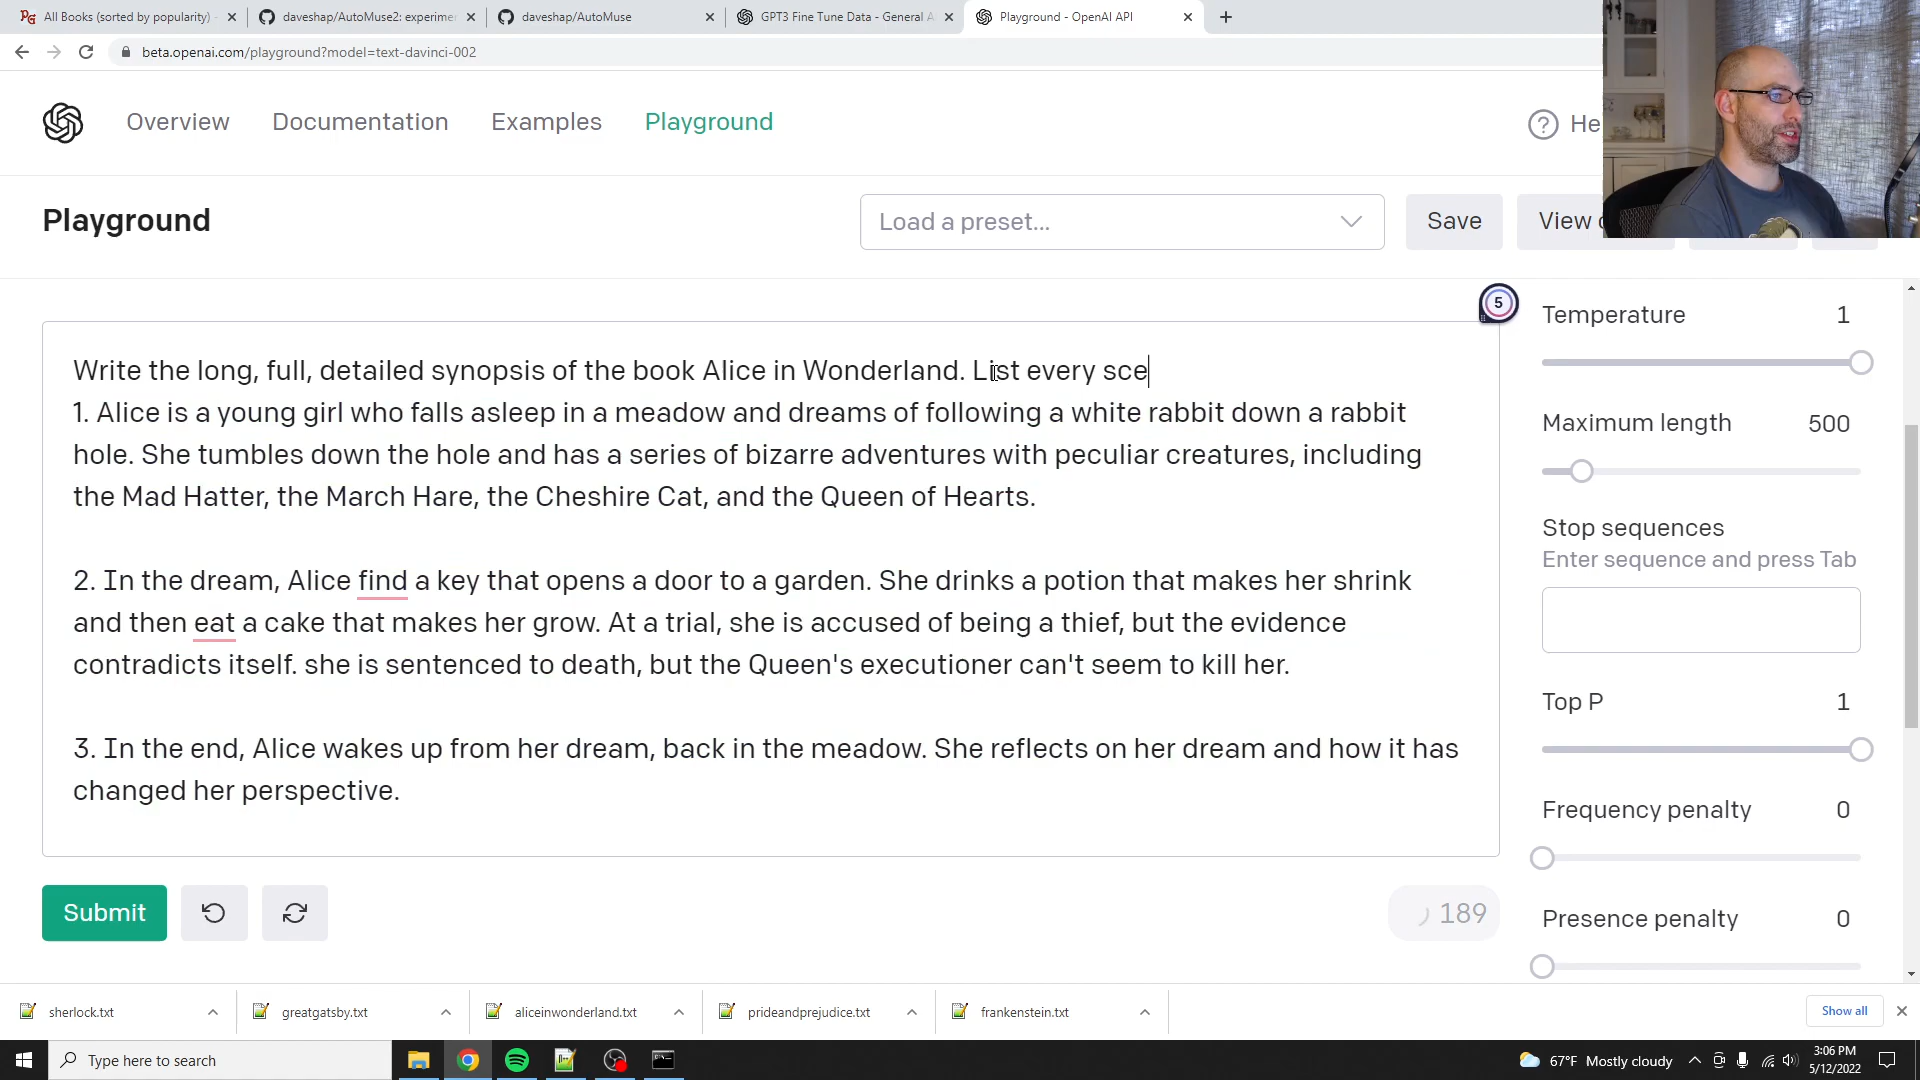 All Books (sorted by popularity)
daveshap/AutoMuse2: experimen
daveshap/AutoMuse
GPT3 Fine Tune Data - General A
Playground - OpenAI API
beta.openai.com/playground?model=text-davinci-002
Overview
Documentation
Examples
Playground
He
Playground
Load a preset...
Save
View
5
Write the long, full, detailed synopsis of the book Alice in Wonderland. List every sce
1. Alice is a young girl who falls asleep in a meadow and dreams of following a white rabbit down a rabbit
hole. She tumbles down the hole and has a series of bizarre adventures with peculiar creatures, including
the Mad Hatter, the March Hare, the Cheshire Cat, and the Queen of Hearts.
2. In the dream, Alice find a key that opens a door to a garden. She drinks a potion that makes her shrink
and then eat a cake that makes her grow. At a trial, she is accused of being a thief, but the evidence
contradicts itself. she is sentenced to death, but the Queen's executioner can't seem to kill her.
3. In the end, Alice wakes up from her dream, back in the meadow. She reflects on her dream and how it has
changed her perspective.
Temperature 1
Maximum length 500
Stop sequences
Enter sequence and press Tab
Top P 1
Frequency penalty 0
Presence penalty 0
Submit
189
sherlock.txt
greatgatsby.txt
aliceinwonderland.txt
prideandprejudice.txt
frankenstein.txt
Show all
Type here to search
67°F Mostly cloudy
3:06 PM
5/12/2022